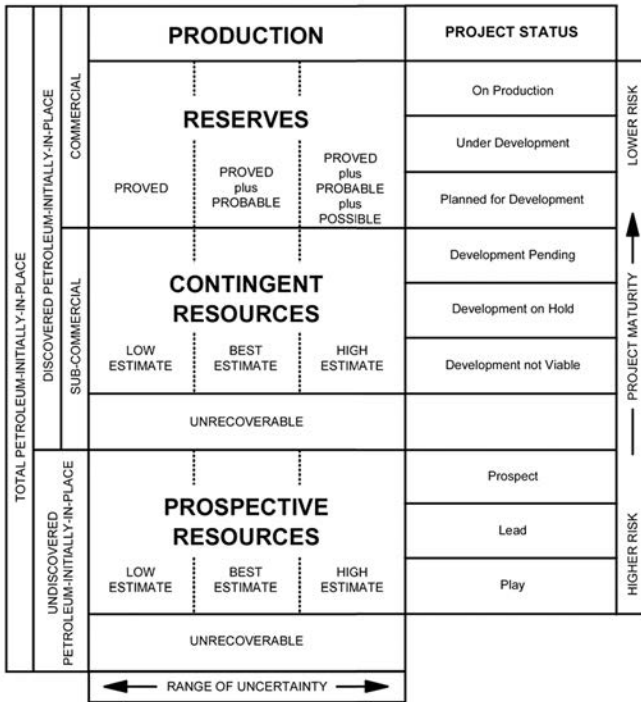 PRODUCTION
PROJECT STATUS
TOTAL PETROLEUM-INITIALLY-IN-PLACE
DISCOVERED PETROLEUM-INITIALLY-IN-PLACE
COMMERCIAL
RESERVES
PROVED
PROVED
plus
PROBABLE
PROVED
plus
PROBABLE
plus
POSSIBLE
On Production
Under Development
Planned for Development
LOWER RISK
SUB-COMMERCIAL
CONTINGENT
RESOURCES
LOW
ESTIMATE
BEST
ESTIMATE
HIGH
ESTIMATE
Development Pending
Development on Hold
Development not Viable
PROJECT MATURITY
UNRECOVERABLE
UNDISCOVERED
PETROLEUM-INITIALLY-IN-PLACE
PROSPECTIVE
RESOURCES
LOW
ESTIMATE
BEST
ESTIMATE
HIGH
ESTIMATE
Prospect
Lead
Play
HIGHER RISK
UNRECOVERABLE
RANGE OF UNCERTAINTY